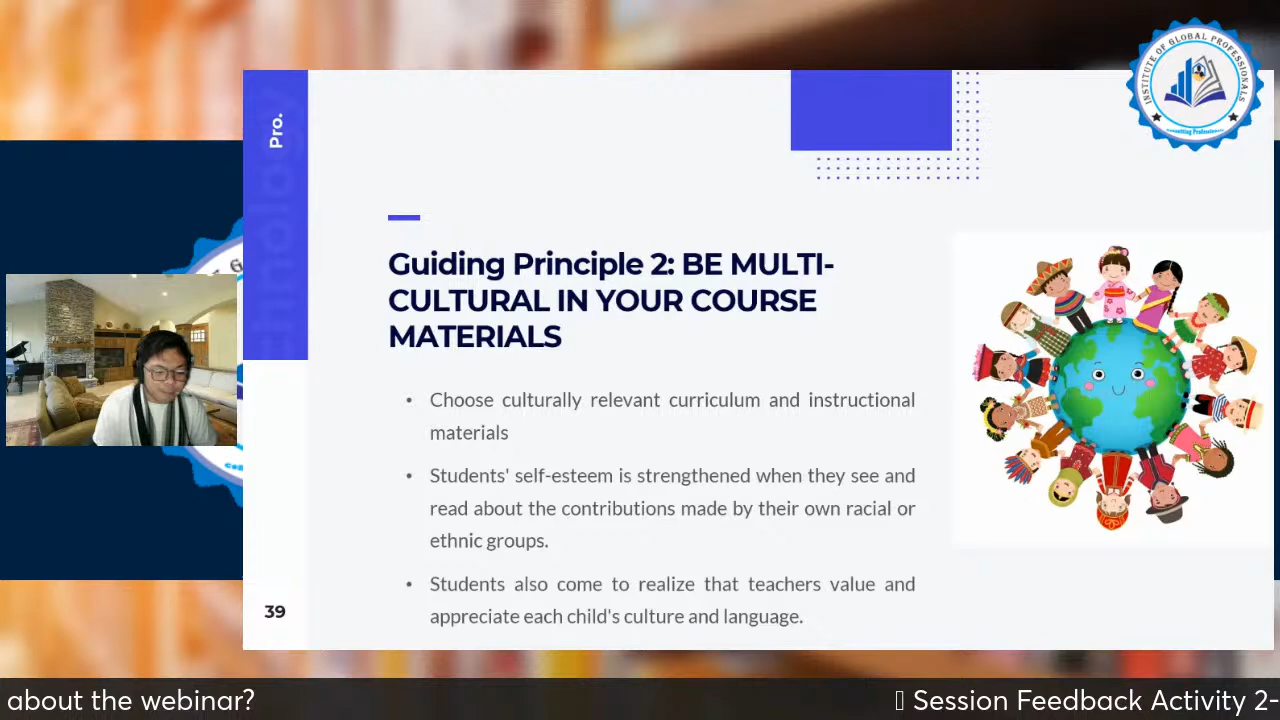 INSTITUTE OF GLOBAL PROFESSIONALS
Consulting Professionals
Pro.
Guiding Principle 2: BE MULTI-
CULTURAL IN YOUR COURSE
MATERIALS
• Choose culturally relevant curriculum and instructional
materials
• Students' self-esteem is strengthened when they see and
read about the contributions made by their own racial or
ethnic groups.
• Students also come to realize that teachers value and
appreciate each child's culture and language.
39
about the webinar?
Session Feedback Activity 2-